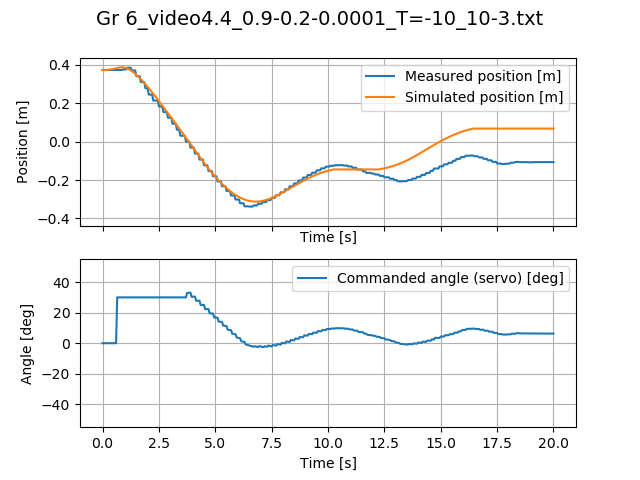 Gr 6_video4.4_0.9-0.2-0.0001_T=-10_10-3.txt
Measured position [m]
Simulated position [m]
Position [m]
0.4
0.2
0.0
−0.2
−0.4
Time [s]
Commanded angle (servo) [deg]
Angle [deg]
40
20
0
−20
−40
0.0 2.5 5.0 7.5 10.0 12.5 15.0 17.5 20.0
Time [s]